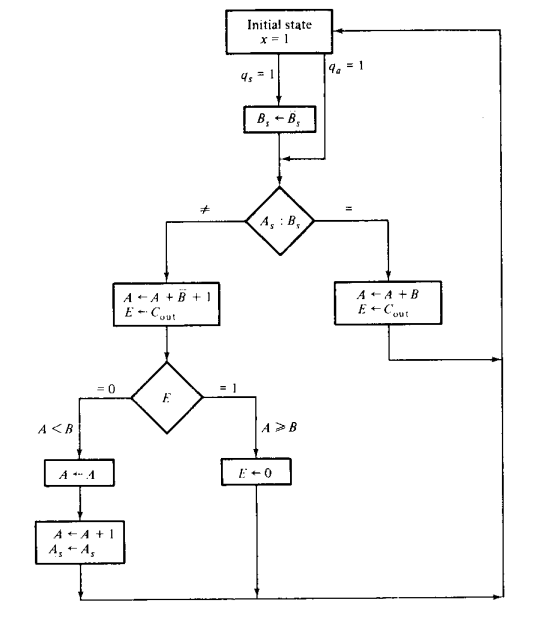 Initial state
x = 1
q_s = 1
q_a = 1
B_s ← B̅_s
A_s : B_s
≠
=
A ← A + B̅ + 1
E ← C_out
A ← A + B
E ← C_out
E
= 0
= 1
A < B
A ⩾ B
A ← A
E ← 0
A ← A + 1
A_s ← A_s